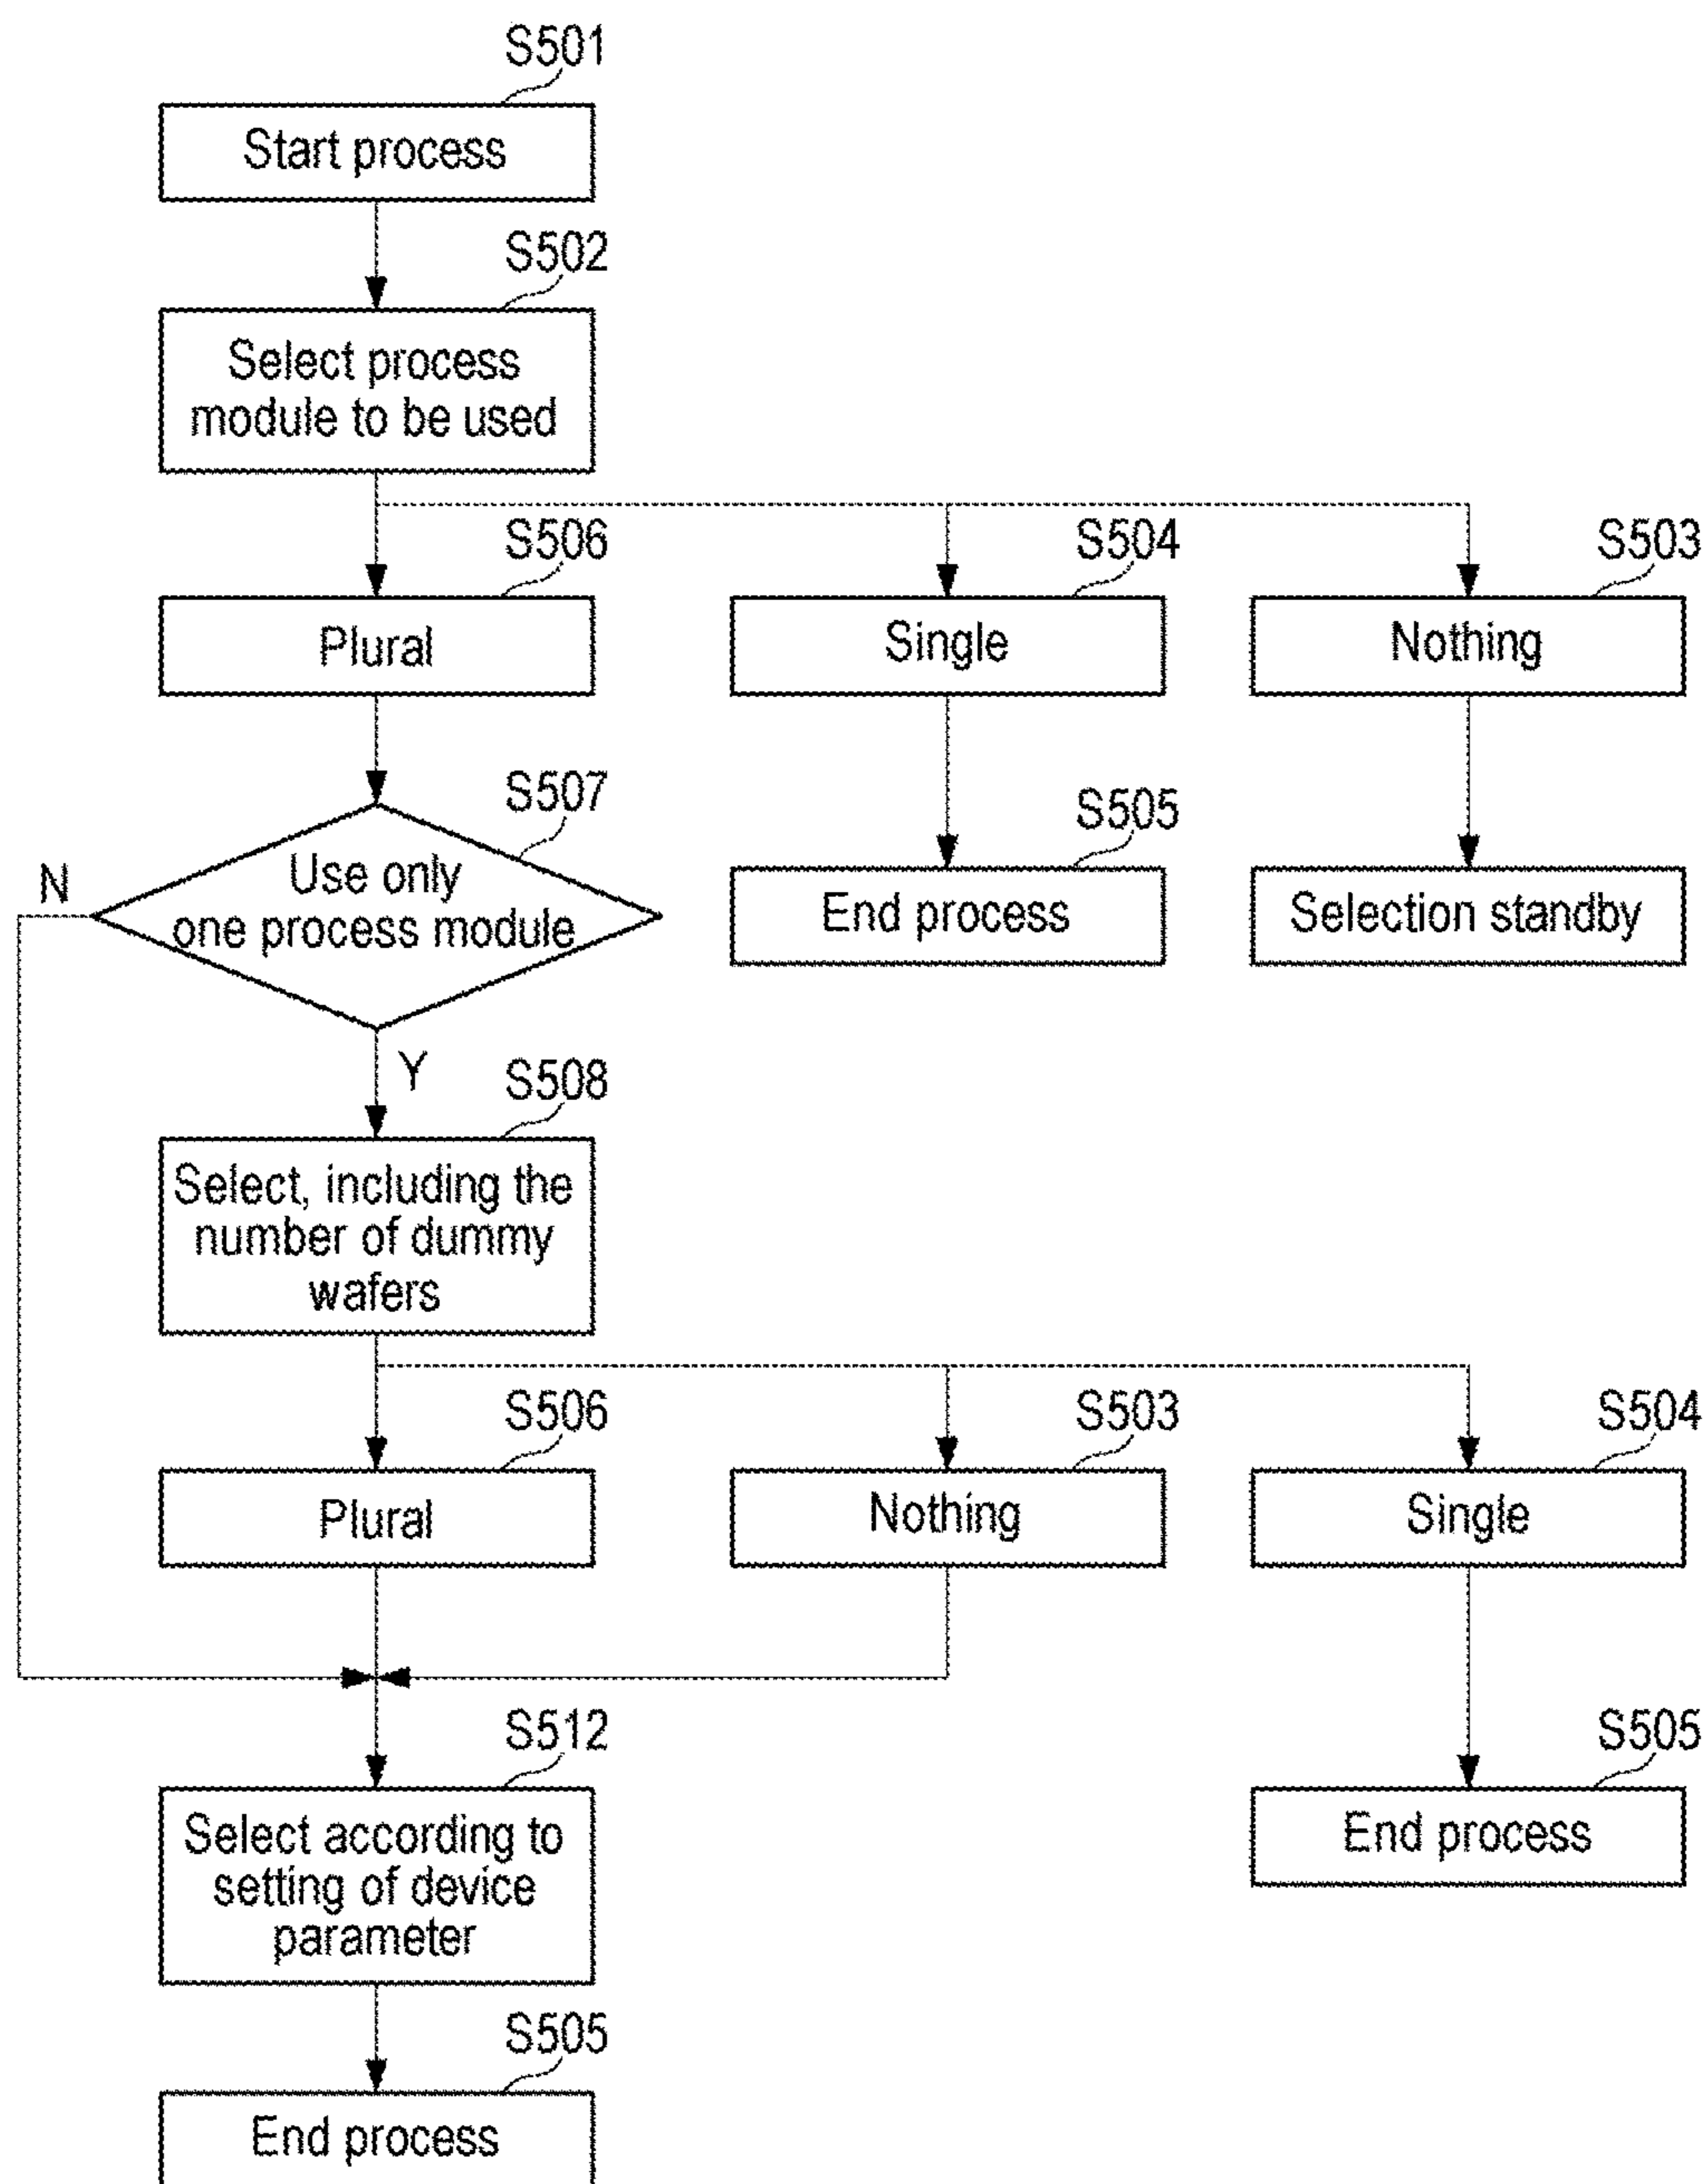 S501
Start process
S502
Select process
module to be used
S506
S504
S503
Plural
Single
Nothing
S507
N
Use only
one process module
S505
End process
Selection standby
Y
S508
Select, including the
number of dummy
wafers
S506
S503
S504
Plural
Nothing
Single
S512
S505
Select according to
setting of device
parameter
End process
S505
End process